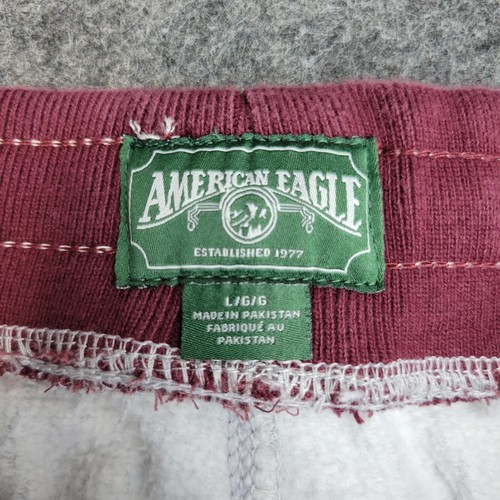 AMERICAN EAGLE
ESTABLISHED 1977
L/G/G
MADE IN PAKISTAN
FABRIQUÉ AU
PAKISTAN